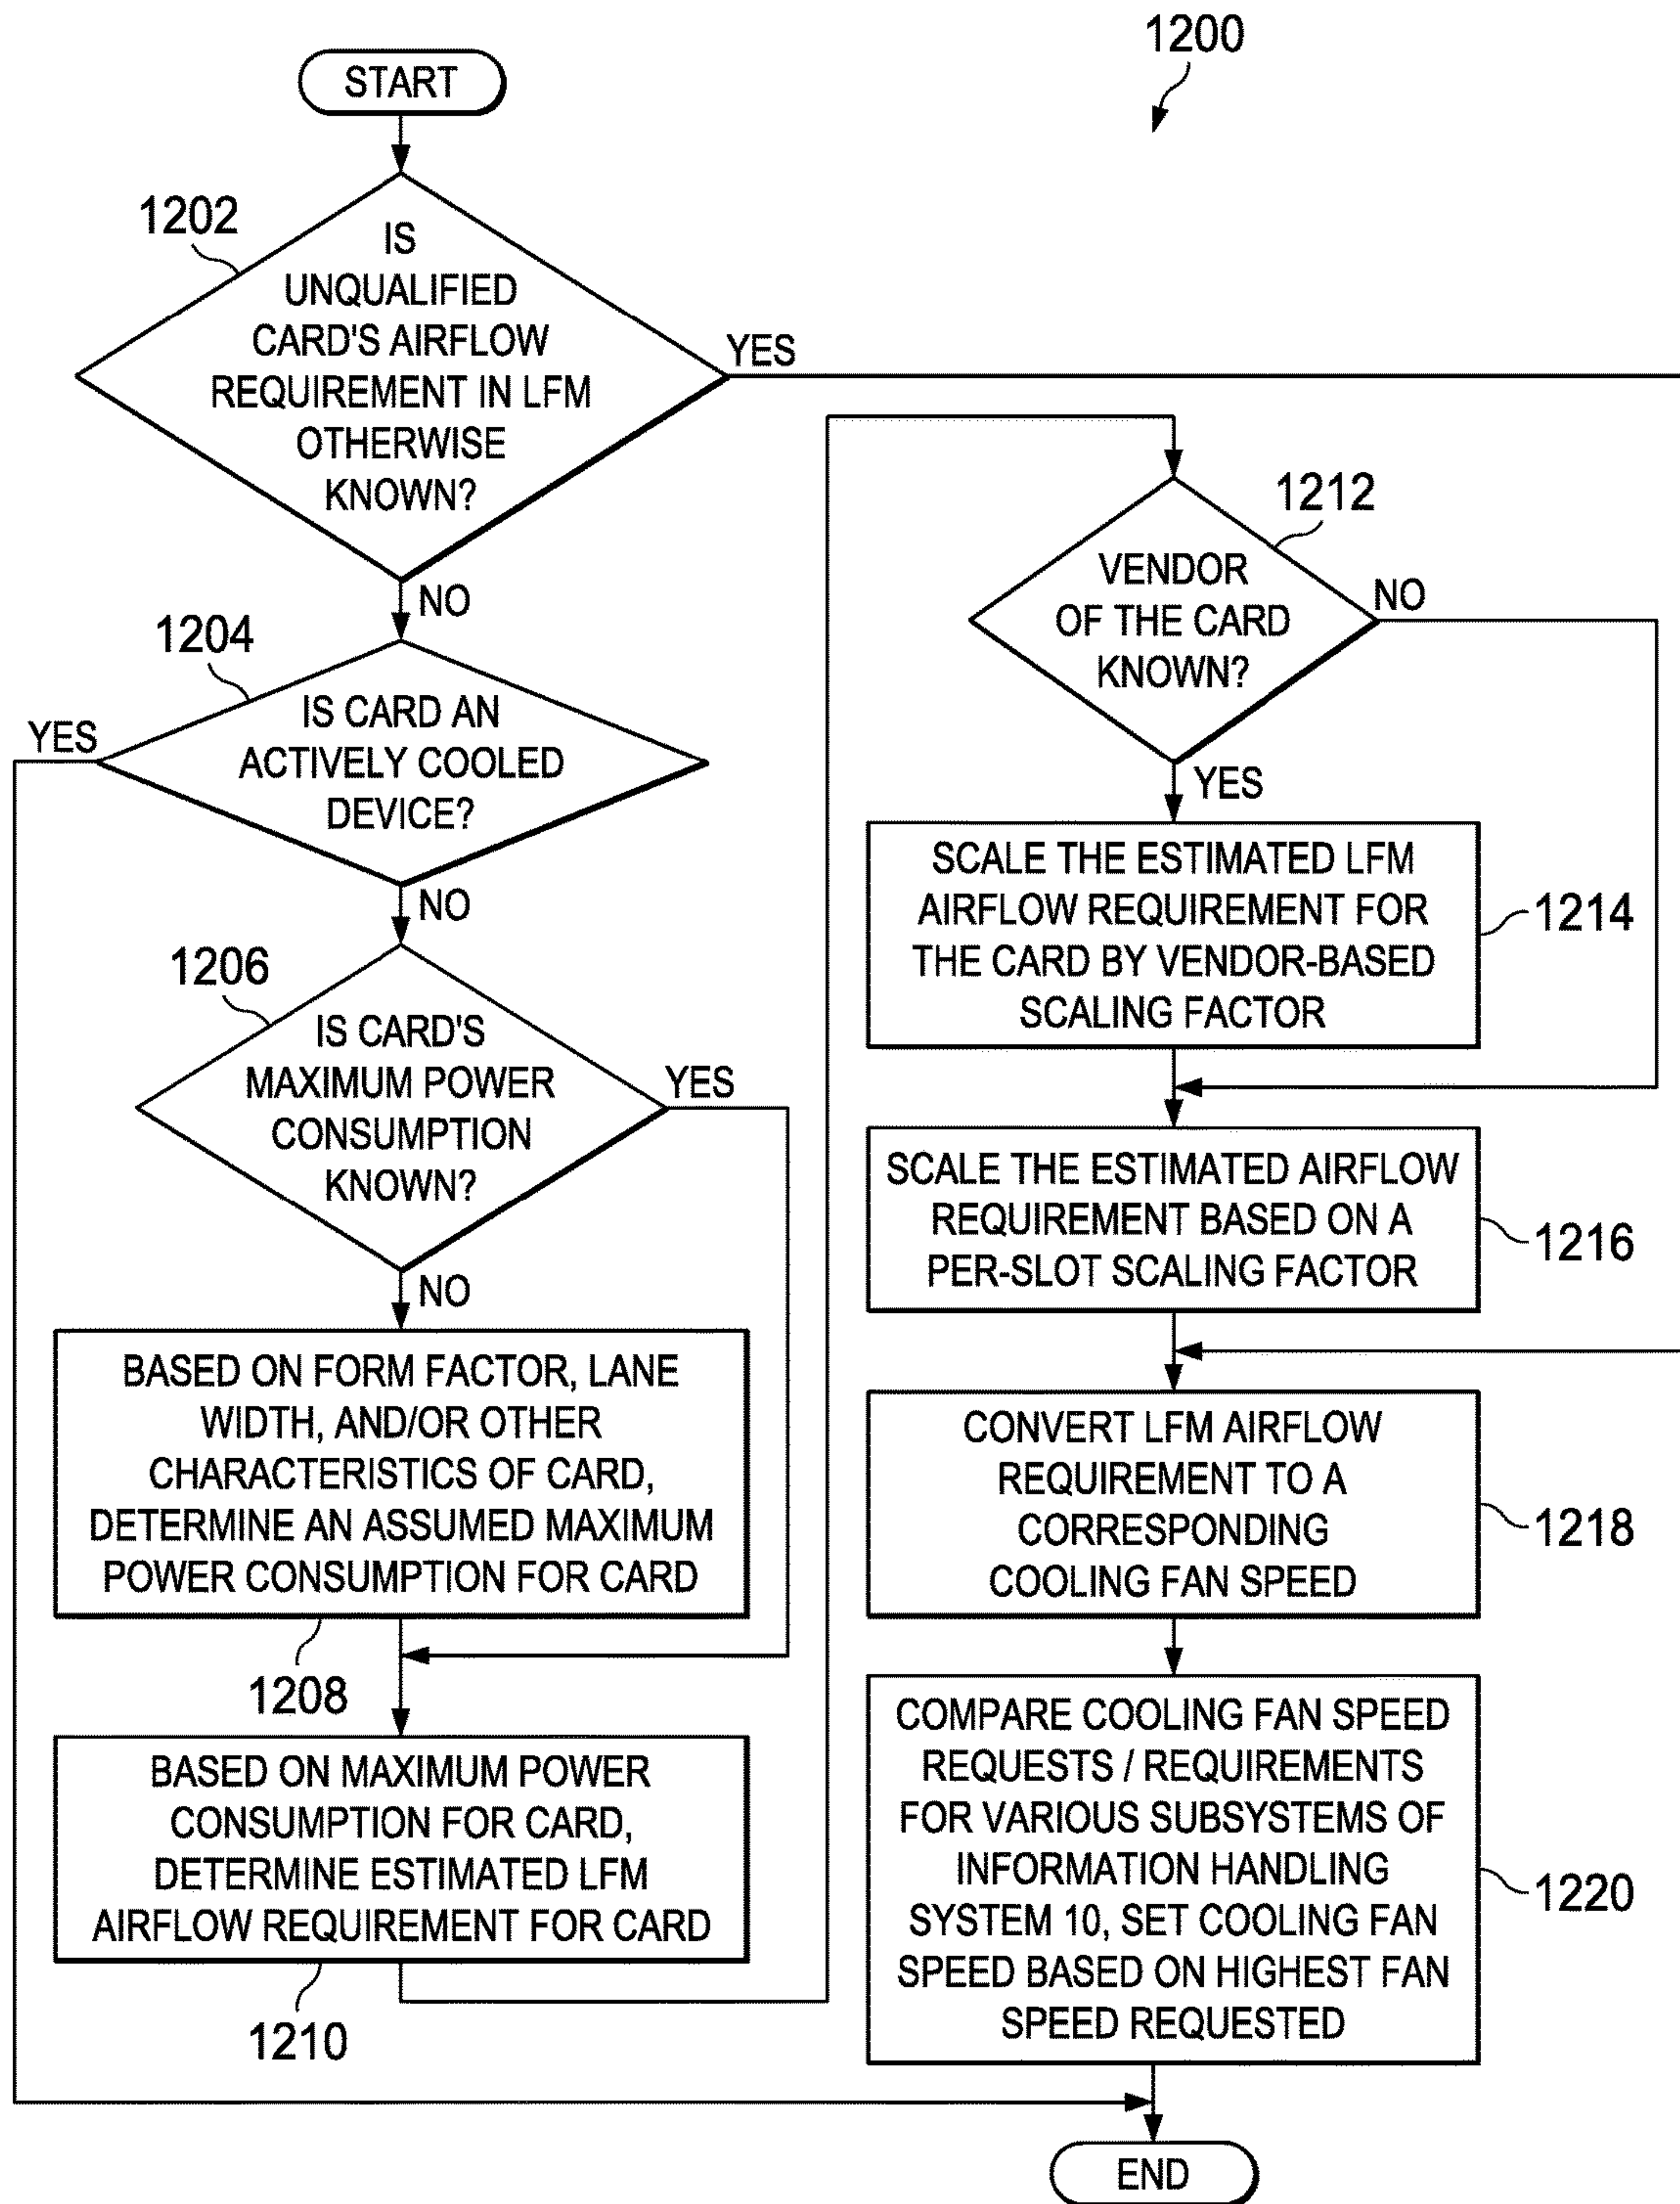 1200
START
1202
IS
UNQUALIFIED
CARD'S AIRFLOW
REQUIREMENT IN LFM
OTHERWISE
KNOWN?
YES
NO
1204
IS CARD AN
ACTIVELY COOLED
DEVICE?
YES
NO
1206
IS CARD'S
MAXIMUM POWER
CONSUMPTION
KNOWN?
YES
NO
BASED ON FORM FACTOR, LANE
WIDTH, AND/OR OTHER
CHARACTERISTICS OF CARD,
DETERMINE AN ASSUMED MAXIMUM
POWER CONSUMPTION FOR CARD
1208
BASED ON MAXIMUM POWER
CONSUMPTION FOR CARD,
DETERMINE ESTIMATED LFM
AIRFLOW REQUIREMENT FOR CARD
1210
1212
VENDOR
OF THE CARD
KNOWN?
NO
YES
SCALE THE ESTIMATED LFM
AIRFLOW REQUIREMENT FOR
THE CARD BY VENDOR-BASED
SCALING FACTOR
1214
SCALE THE ESTIMATED AIRFLOW
REQUIREMENT BASED ON A
PER-SLOT SCALING FACTOR
1216
CONVERT LFM AIRFLOW
REQUIREMENT TO A
CORRESPONDING
COOLING FAN SPEED
1218
COMPARE COOLING FAN SPEED
REQUESTS / REQUIREMENTS
FOR VARIOUS SUBSYSTEMS OF
INFORMATION HANDLING
SYSTEM 10, SET COOLING FAN
SPEED BASED ON HIGHEST FAN
SPEED REQUESTED
1220
END